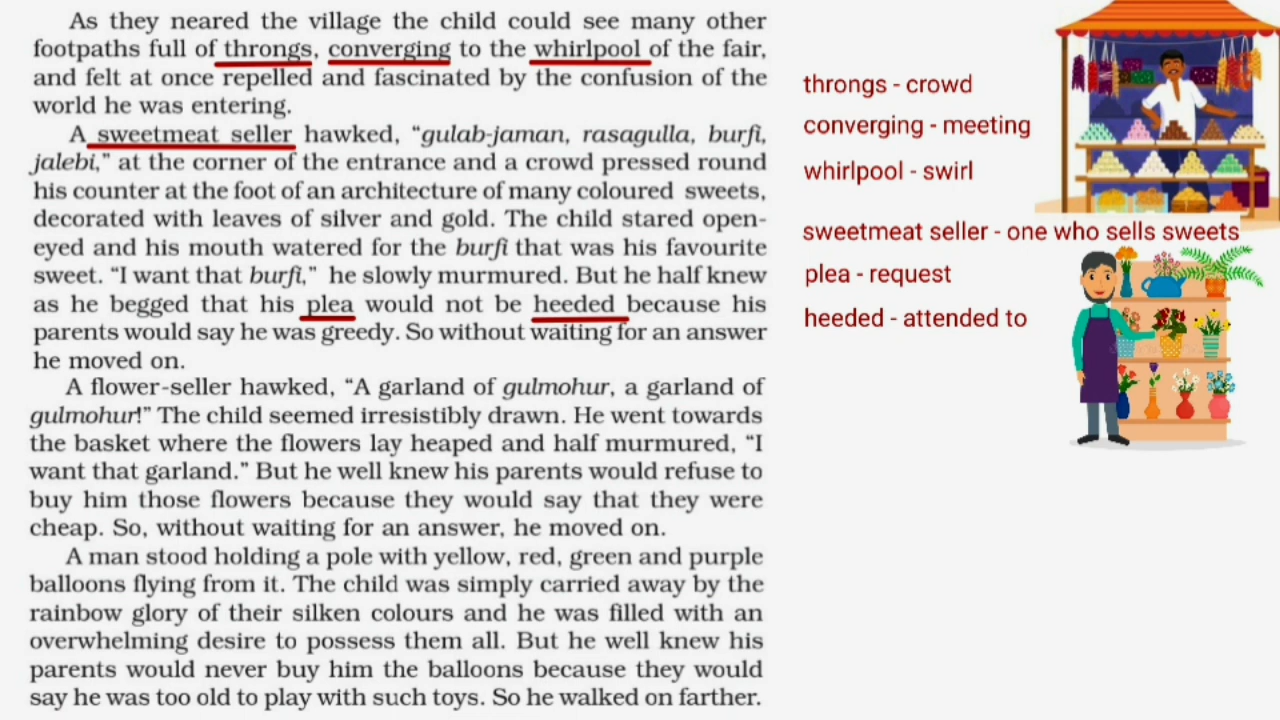 As they neared the village the child could see many other
footpaths full of throngs, converging to the whirlpool of the fair,
and felt at once repelled and fascinated by the confusion of the
world he was entering.
A sweetmeat seller hawked, “gulab-jaman, rasagulla, burfi,
jalebi,” at the corner of the entrance and a crowd pressed round
his counter at the foot of an architecture of many coloured sweets,
decorated with leaves of silver and gold. The child stared open-
eyed and his mouth watered for the burfi that was his favourite
sweet. “I want that burfi,” he slowly murmured. But he half knew
as he begged that his plea would not be heeded because his
parents would say he was greedy. So without waiting for an answer
he moved on.
A flower-seller hawked, “A garland of gulmohur, a garland of
gulmohur!” The child seemed irresistibly drawn. He went towards
the basket where the flowers lay heaped and half murmured, “I
want that garland.” But he well knew his parents would refuse to
buy him those flowers because they would say that they were
cheap. So, without waiting for an answer, he moved on.
A man stood holding a pole with yellow, red, green and purple
balloons flying from it. The child was simply carried away by the
rainbow glory of their silken colours and he was filled with an
overwhelming desire to possess them all. But he well knew his
parents would never buy him the balloons because they would
say he was too old to play with such toys. So he walked on farther.
throngs - crowd
converging - meeting
whirlpool - swirl
sweetmeat seller - one who sells sweets
plea - request
heeded - attended to